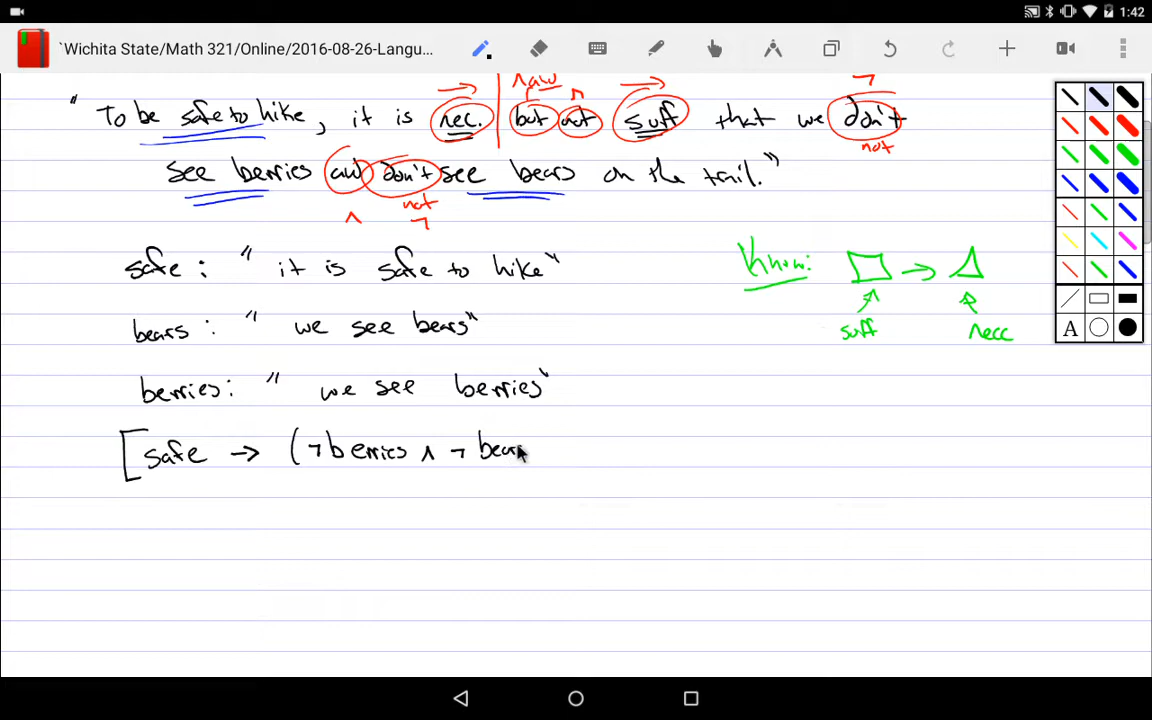 1:42
`Wichita State/Math 321/Online/2016-08-26-Langu...
→ ¬
" To be safe to hike, it is nec. but not suff that we don't
not
see berries and don't see bears on the trail."
not
∧ ¬
safe : " it is safe to hike"
Know: □ → △
bears : " we see bears"
suff necc
berries: " we see berries"
[safe → (¬berries ∧ ¬ bear
A